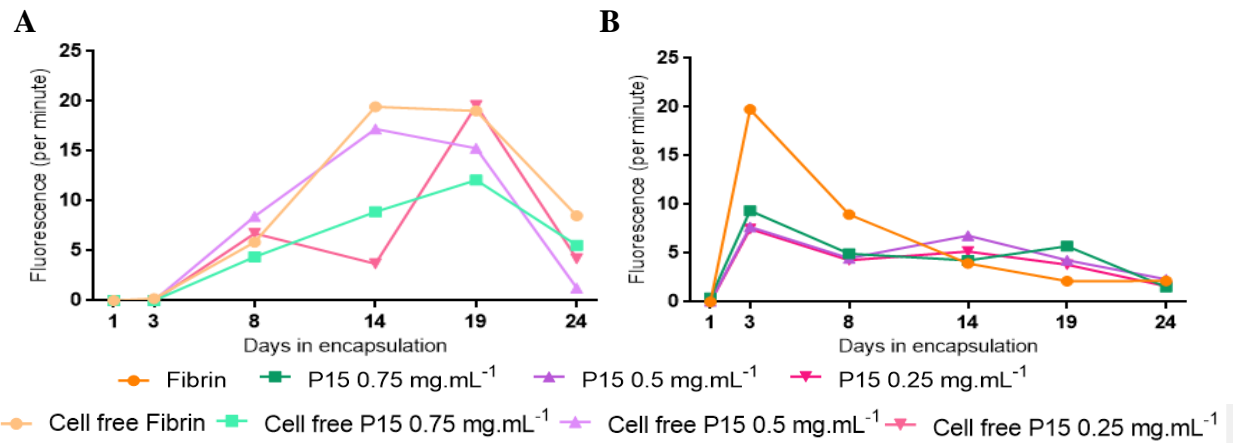 A
B
Fluorescence (per minute)
25
20
15
10
5
0
1 3 8 14 19 24
Days in encapsulation
Fluorescence (per minute)
25
20
15
10
5
0
1 3 8 14 19 24
Days in encapsulation
Fibrin P15 0.75 mg.mL⁻¹ P15 0.5 mg.mL⁻¹ P15 0.25 mg.mL⁻¹
Cell free Fibrin Cell free P15 0.75 mg.mL⁻¹ Cell free P15 0.5 mg.mL⁻¹ Cell free P15 0.25 mg.mL⁻¹